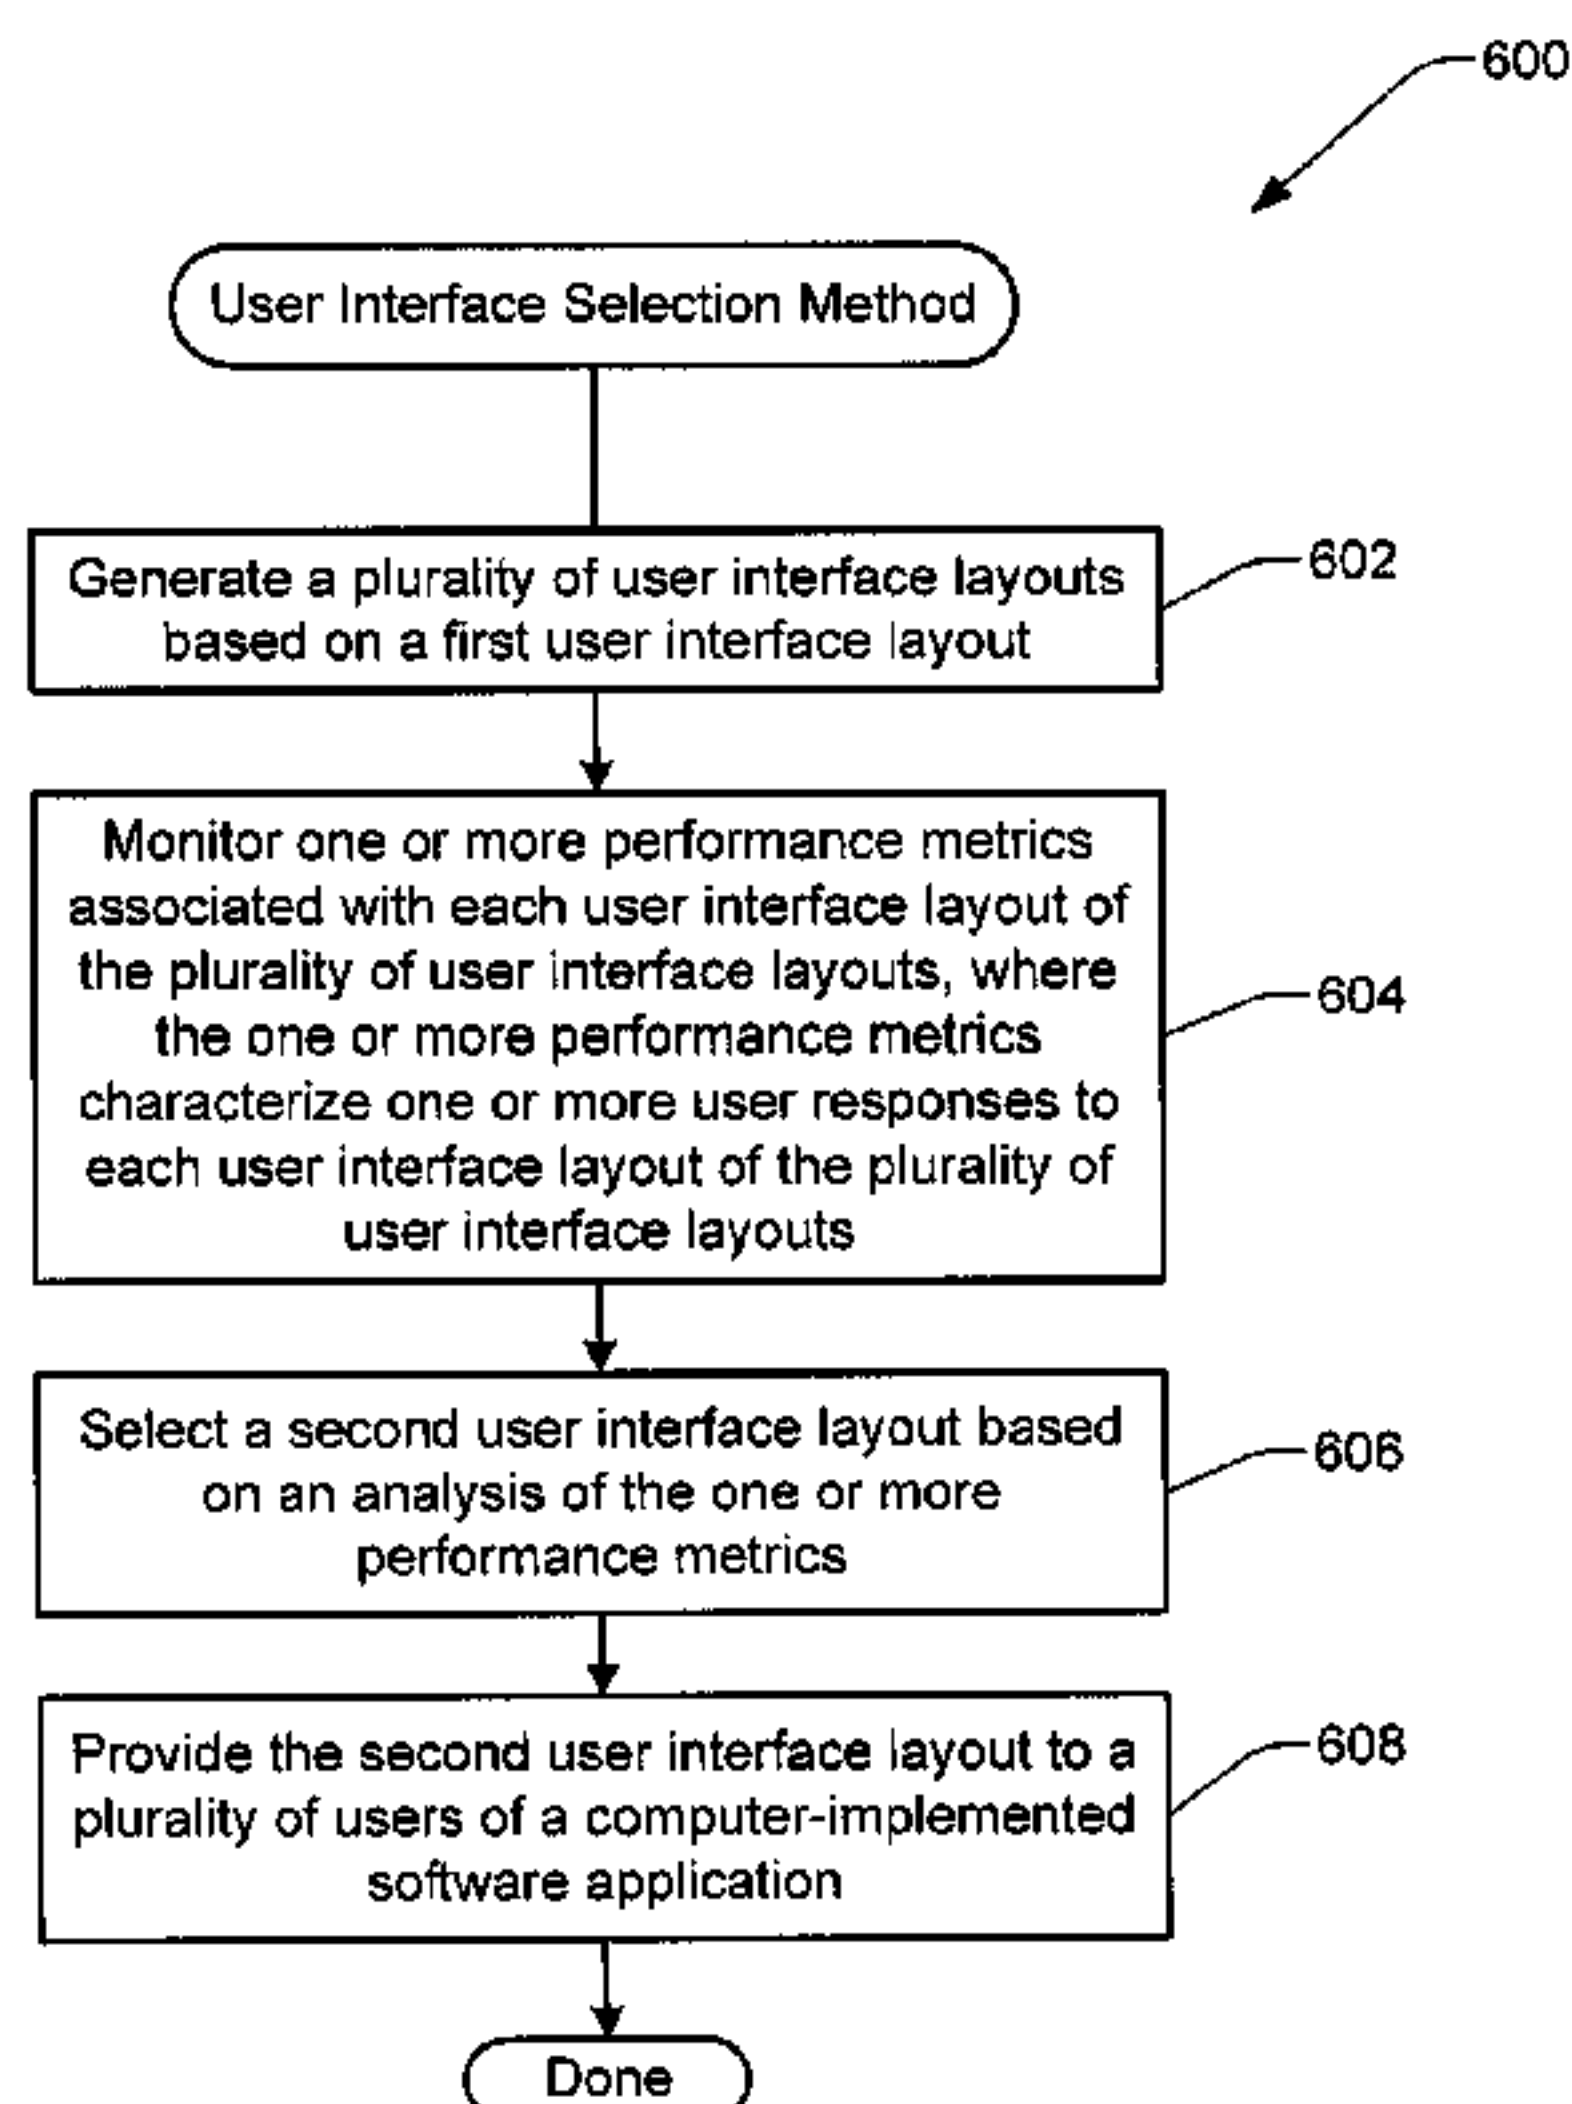 600
User Interface Selection Method
Generate a plurality of user interface layouts
based on a first user interface layout
602
Monitor one or more performance metrics
associated with each user interface layout of
the plurality of user interface layouts, where
the one or more performance metrics
characterize one or more user responses to
each user interface layout of the plurality of
user interface layouts
604
Select a second user interface layout based
on an analysis of the one or more
performance metrics
606
Provide the second user interface layout to a
plurality of users of a computer-implemented
software application
608
Done